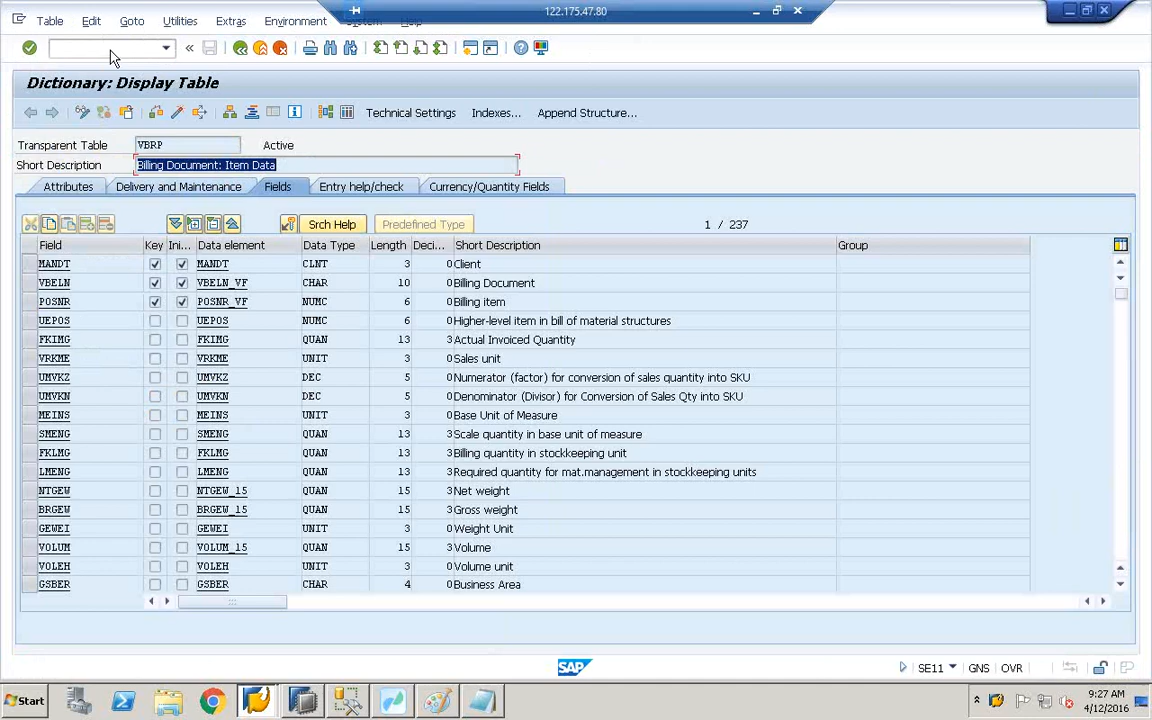 122.175.47.80
Table Edit Goto Utilities Extras Environment System Help
Dictionary: Display Table
Technical Settings Indexes... Append Structure...
Transparent Table VBRP Active
Short Description Billing Document: Item Data
Attributes Delivery and Maintenance Fields Entry help/check Currency/Quantity Fields
Srch Help Predefined Type 1 / 237
Field Key Ini... Data element Data Type Length Deci... Short Description Group
MANDT MANDT CLNT 3 0 Client
VBELN VBELN_VF CHAR 10 0 Billing Document
POSNR POSNR_VF NUMC 6 0 Billing item
UEPOS UEPOS NUMC 6 0 Higher-level item in bill of material structures
FKIMG FKIMG QUAN 13 3 Actual Invoiced Quantity
VRKME VRKME UNIT 3 0 Sales unit
UMVKZ UMVKZ DEC 5 0 Numerator (factor) for conversion of sales quantity into SKU
UMVKN UMVKN DEC 5 0 Denominator (Divisor) for Conversion of Sales Qty into SKU
MEINS MEINS UNIT 3 0 Base Unit of Measure
SMENG SMENG QUAN 13 3 Scale quantity in base unit of measure
FKLMG FKLMG QUAN 13 3 Billing quantity in stockkeeping unit
LMENG LMENG QUAN 13 3 Required quantity for mat.management in stockkeeping units
NTGEW NTGEW_15 QUAN 15 3 Net weight
BRGEW BRGEW_15 QUAN 15 3 Gross weight
GEWEI GEWEI UNIT 3 0 Weight Unit
VOLUM VOLUM_15 QUAN 15 3 Volume
VOLEH VOLEH UNIT 3 0 Volume unit
GSBER GSBER CHAR 4 0 Business Area
SAP SE11 GNS OVR
Start 9:27 AM
4/12/2016